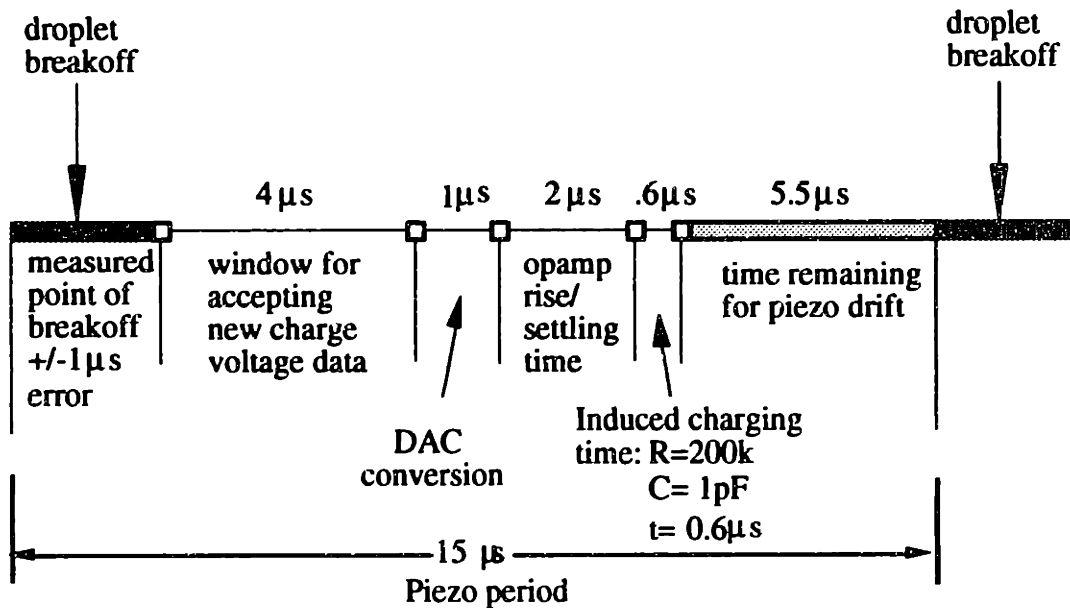 droplet
breakoff
droplet
breakoff
4 µs
1µs
2µs
.6µs
5.5µs
measured
point of
breakoff
+/-1µs
error
window for
accepting
new charge
voltage data
opamp
rise/
settling
time
time remaining
for piezo drift
DAC
conversion
Induced charging
time: R=200k
C= 1pF
t= 0.6µs
15 µs
Piezo period